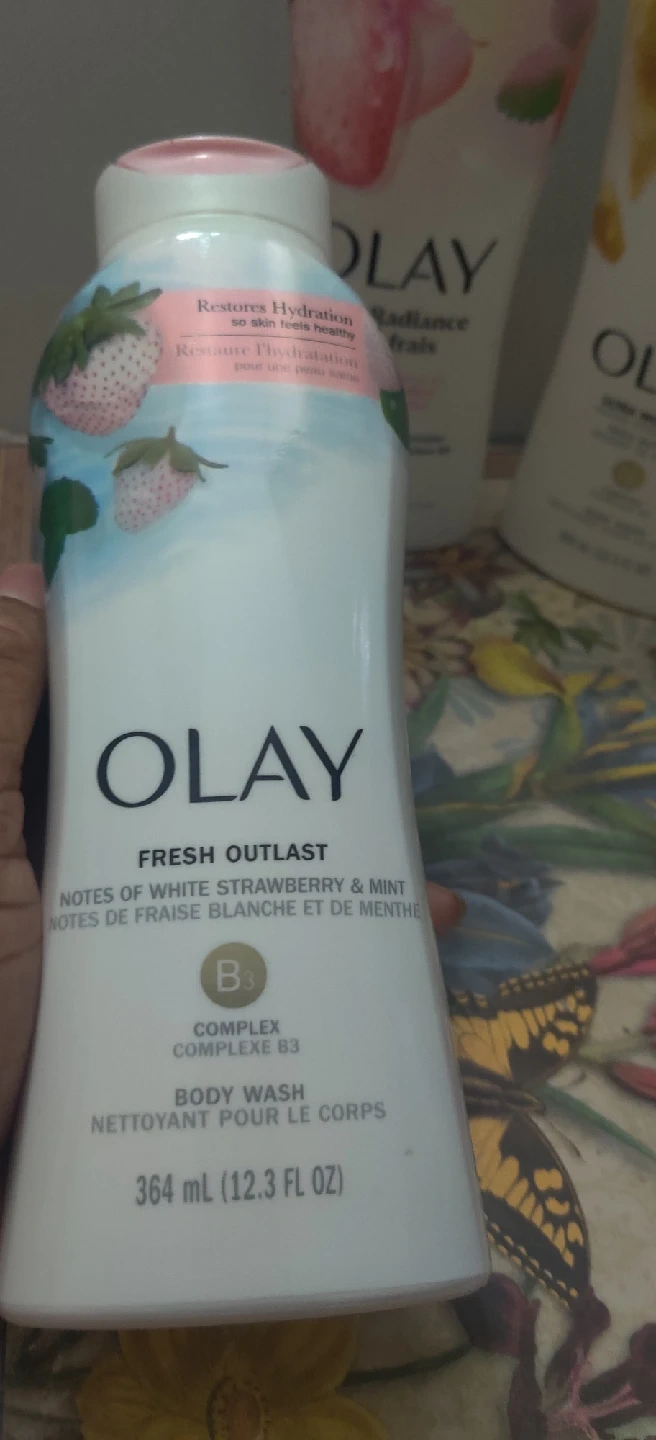 Restores Hydration
so skin feels healthy
Restaure l'hydratation
pour une peau saine
OLAY
FRESH OUTLAST
NOTES OF WHITE STRAWBERRY & MINT
NOTES DE FRAISE BLANCHE ET DE MENTHE
B3
COMPLEX
COMPLEXE B3
BODY WASH
NETTOYANT POUR LE CORPS
364 mL (12.3 FL OZ)
OLAY
Radiance
frais
OL